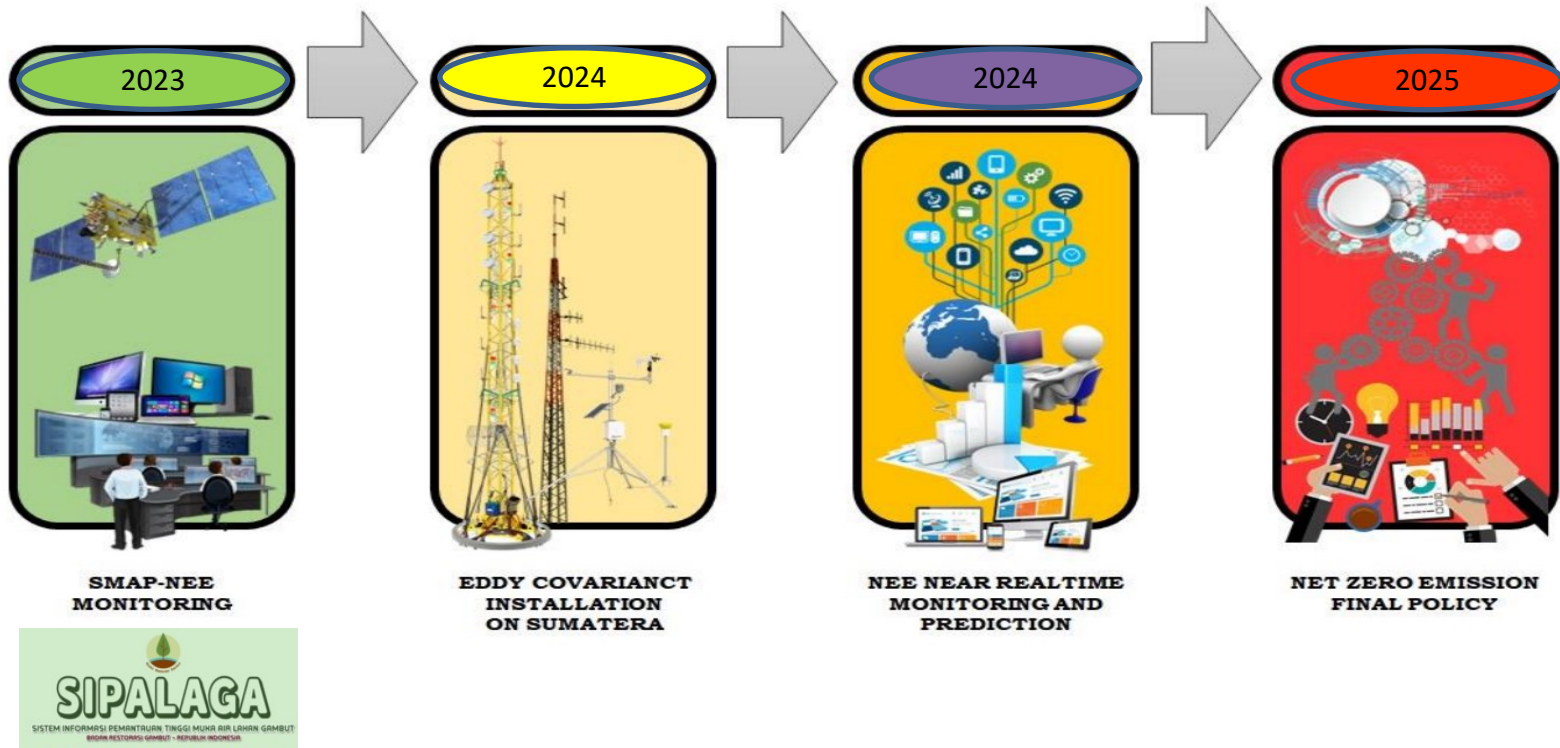 2023
2024
2024
2025
SMAP-NEE
MONITORING
EDDY COVARIANCT
INSTALLATION
ON SUMATERA
NEE NEAR REALTIME
MONITORING AND
PREDICTION
NET ZERO EMISSION
FINAL POLICY
SIPALAGA
SISTEM INFORMASI PEMANTAUAN TINGGI MUKA AIR LAHAN GAMBUT
BADAN RESTORASI GAMBUT - REPUBLIK INDONESIA